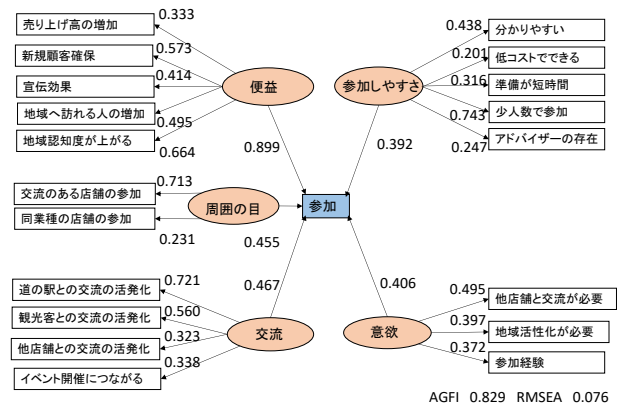 売り上げ高の増加
0.333
新規顧客確保
0.573
宣伝効果
0.414
地域へ訪れる人の増加
0.495
地域認知度が上がる
0.664
便益
0.899
分かりやすい
0.438
低コストでできる
0.201
準備が短時間
0.316
少人数で参加
0.743
アドバイザーの存在
0.247
参加しやすさ
0.392
交流のある店舗の参加
0.713
同業種の店舗の参加
0.231
周囲の目
0.455
参加
道の駅との交流の活発化
0.721
観光客との交流の活発化
0.560
他店舗との交流の活発化
0.323
イベント開催につながる
0.338
交流
0.467
他店舗と交流が必要
0.495
地域活性化が必要
0.397
参加経験
0.372
意欲
0.406
AGFI 0.829 RMSEA 0.076